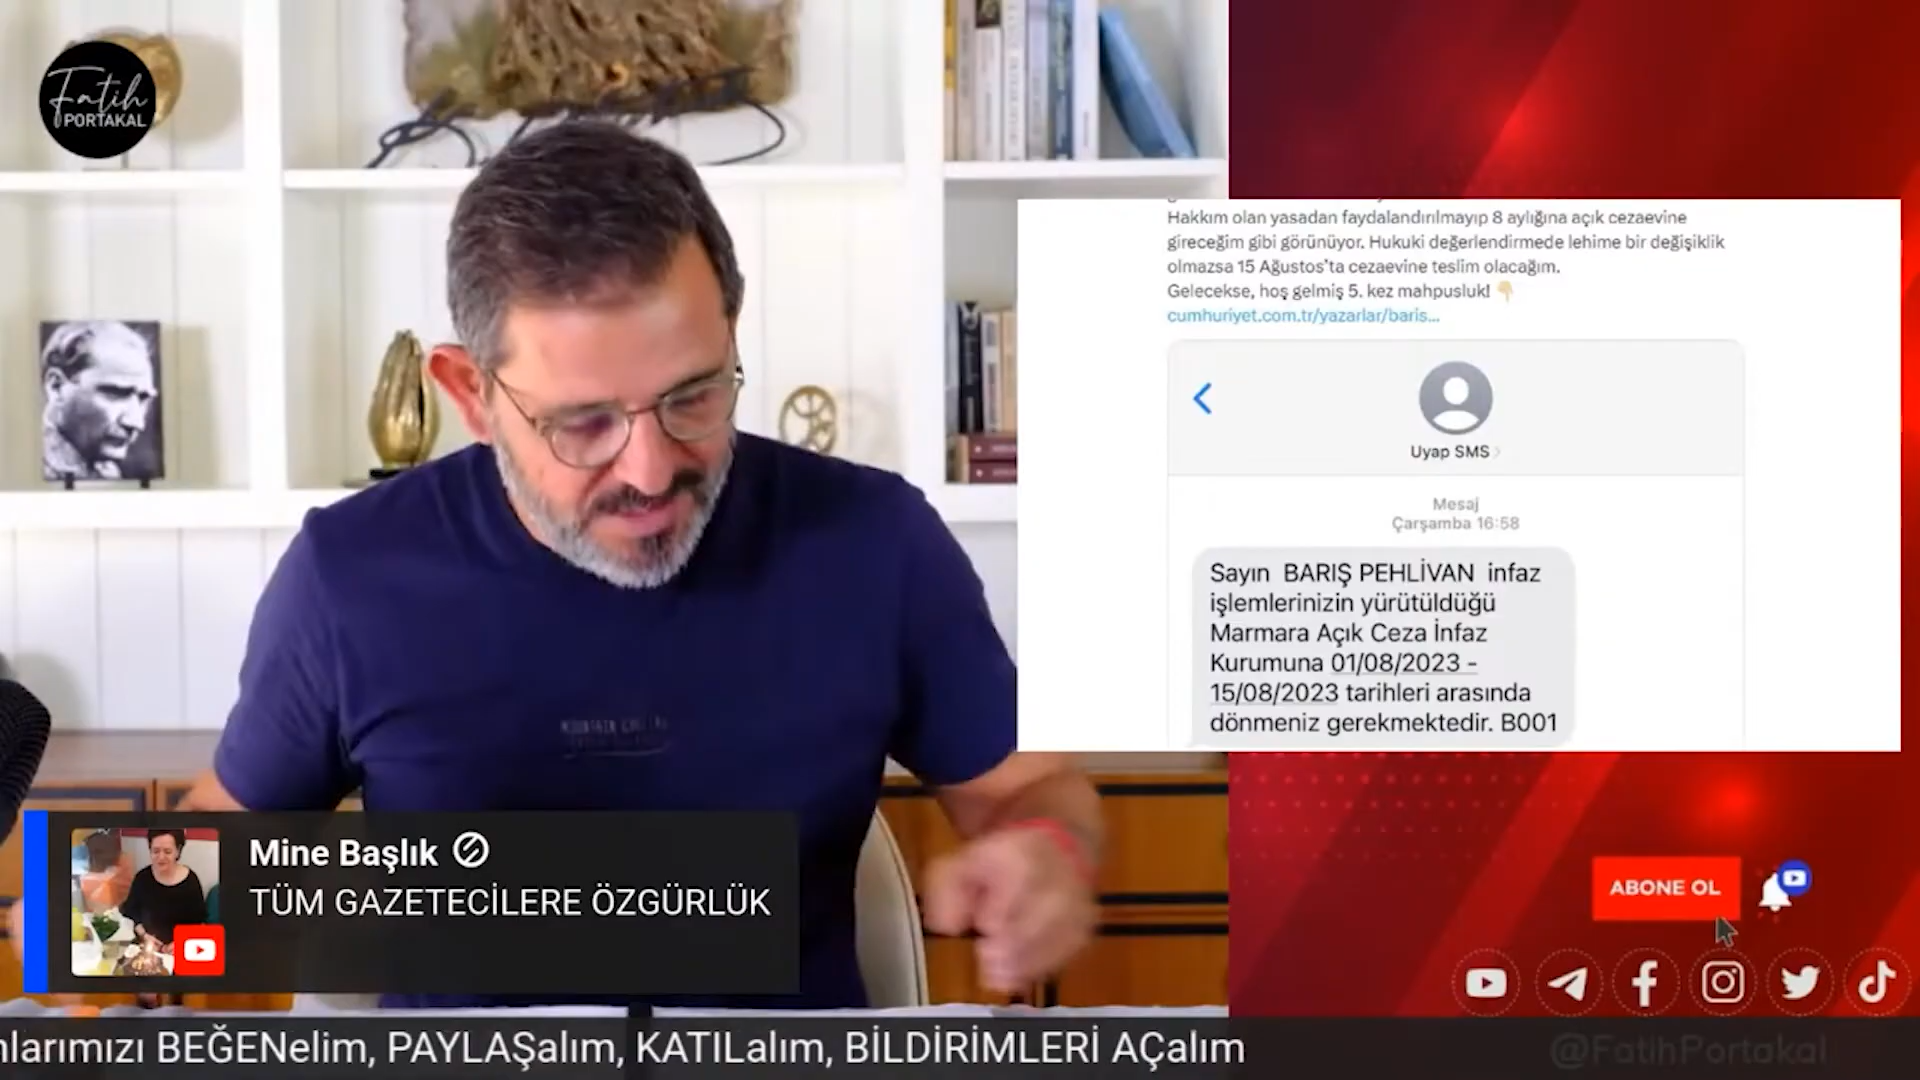 Fatih
PORTAKAL
Hakkım olan yasadan faydalandırılmayıp 8 aylığına açık cezaevine
gireceğim gibi görünüyor. Hukuki değerlendirmede lehime bir değişiklik
olmazsa 15 Ağustos'ta cezaevine teslim olacağım.
Gelecekse, hoş gelmiş 5. kez mahpusluk! 👇🏼
cumhuriyet.com.tr/yazarlar/baris...
Uyap SMS
Mesaj
Çarşamba 16:58
Sayın BARIŞ PEHLİVAN infaz
işlemlerinizin yürütüldüğü
Marmara Açık Ceza İnfaz
Kurumuna 01/08/2023 -
15/08/2023 tarihleri arasında
dönmeniz gerekmektedir. B001
Mine Başlık
TÜM GAZETECİLERE ÖZGÜRLÜK
ABONE OL
nlarımızı BEĞENelim, PAYLAŞalım, KATILalım, BİLDİRİMLERİ AÇalım
@FatihPortakal